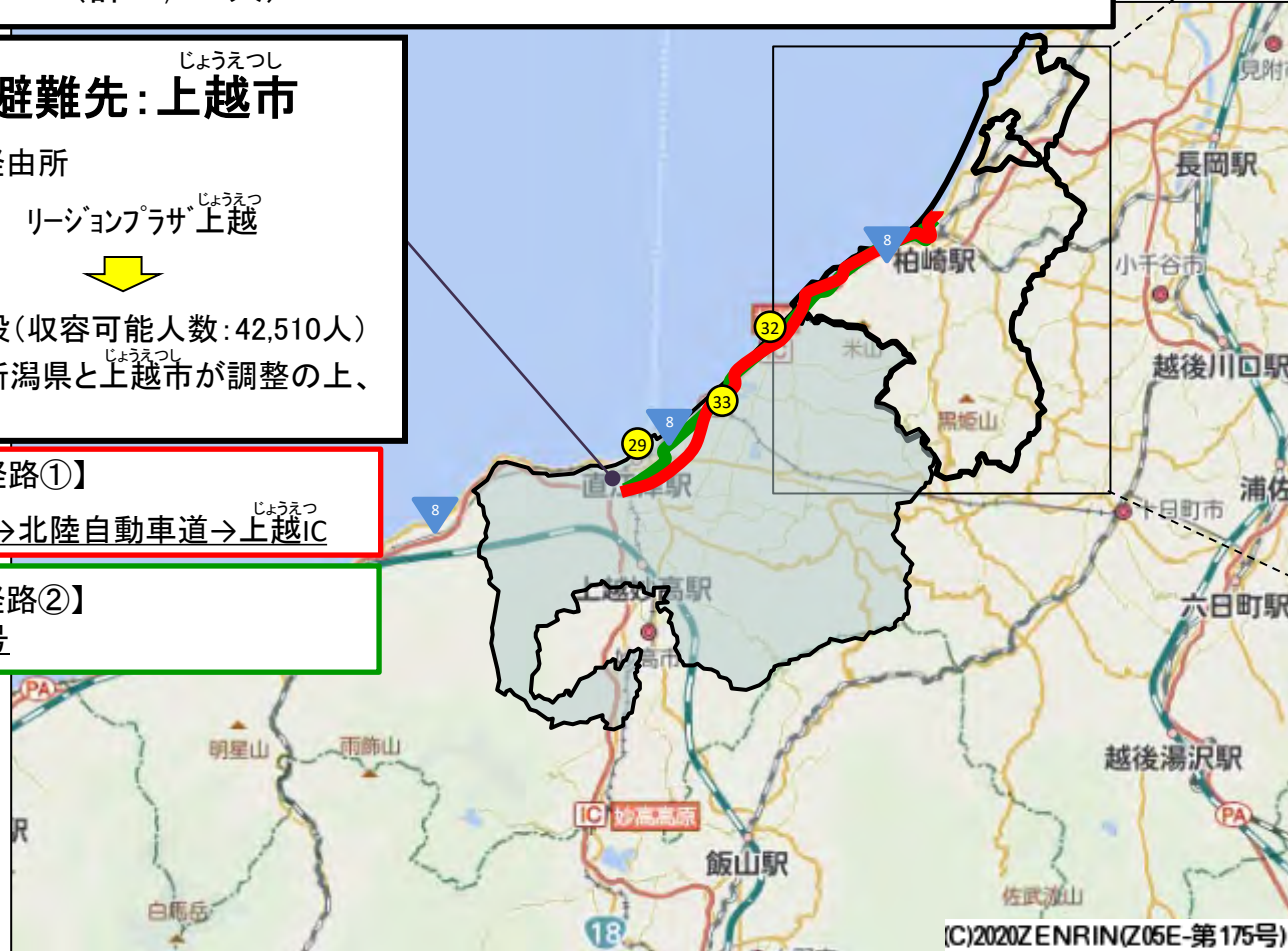 じょうえつし
避難先：上越市
経由所
じょうえつ
リージョンプラザ上越
設（収容可能人数：42,510人）
じょうえつし
新潟県と上越市が調整の上、
経路①】
じょうえつ
→北陸自動車道→上越IC
経路②】
号
見附市
長岡駅
8
柏崎駅
小千谷市
32
米山
越後川口駅
33
黒姫山
8
29
直江津駅
浦佐
8
十日町市
上越妙高駅
六日町駅
妙高市
PA
明星山
雨飾山
越後湯沢駅
IC
妙高高原
PA
駅
飯山駅
佐武流山
白馬岳
18
(C)2020ZENRIN(Z05E-第175号)